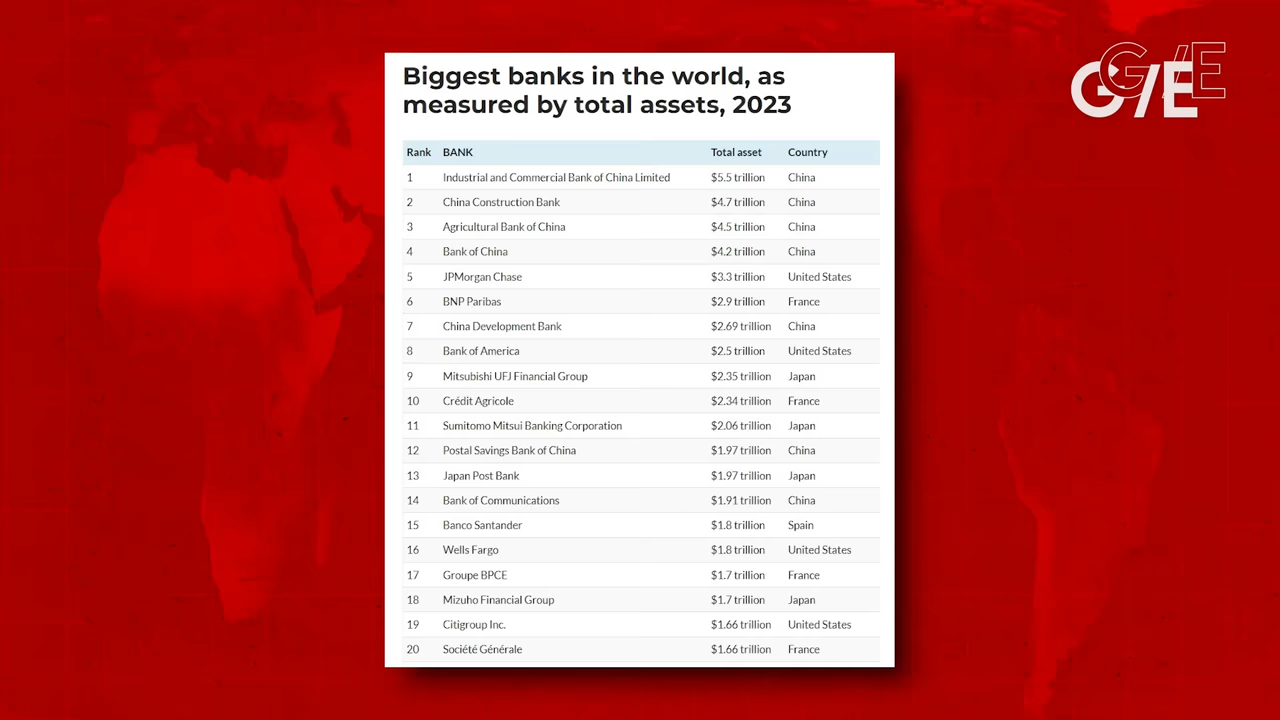 G/E
Biggest banks in the world, as
measured by total assets, 2023
Rank BANK Total asset Country
1 Industrial and Commercial Bank of China Limited $5.5 trillion China
2 China Construction Bank $4.7 trillion China
3 Agricultural Bank of China $4.5 trillion China
4 Bank of China $4.2 trillion China
5 JPMorgan Chase $3.3 trillion United States
6 BNP Paribas $2.9 trillion France
7 China Development Bank $2.69 trillion China
8 Bank of America $2.5 trillion United States
9 Mitsubishi UFJ Financial Group $2.35 trillion Japan
10 Crédit Agricole $2.34 trillion France
11 Sumitomo Mitsui Banking Corporation $2.06 trillion Japan
12 Postal Savings Bank of China $1.97 trillion China
13 Japan Post Bank $1.97 trillion Japan
14 Bank of Communications $1.91 trillion China
15 Banco Santander $1.8 trillion Spain
16 Wells Fargo $1.8 trillion United States
17 Groupe BPCE $1.7 trillion France
18 Mizuho Financial Group $1.7 trillion Japan
19 Citigroup Inc. $1.66 trillion United States
20 Société Générale $1.66 trillion France